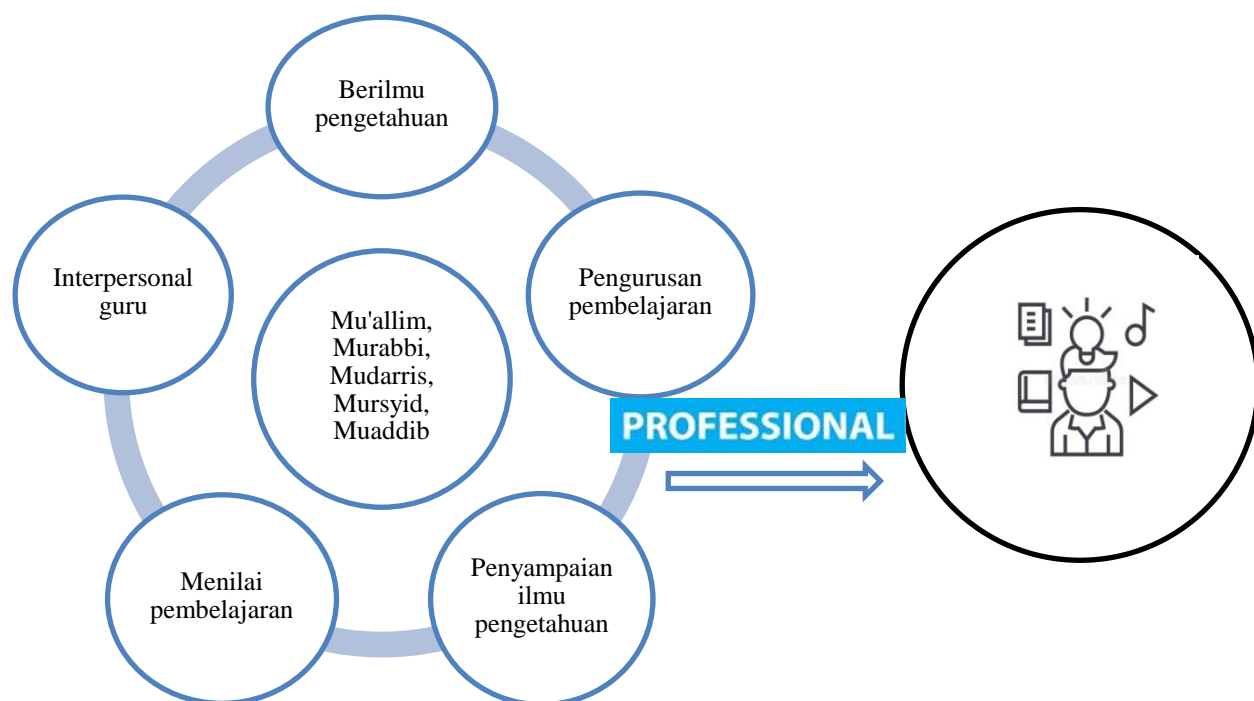 Berilmu
pengetahuan
Interpersonal
guru
Pengurusan
pembelajaran
Mu'allim,
Murabbi,
Mudarris,
Mursyid,
Muaddib
PROFESSIONAL
Menilai
pembelajaran
Penyampaian
ilmu
pengetahuan